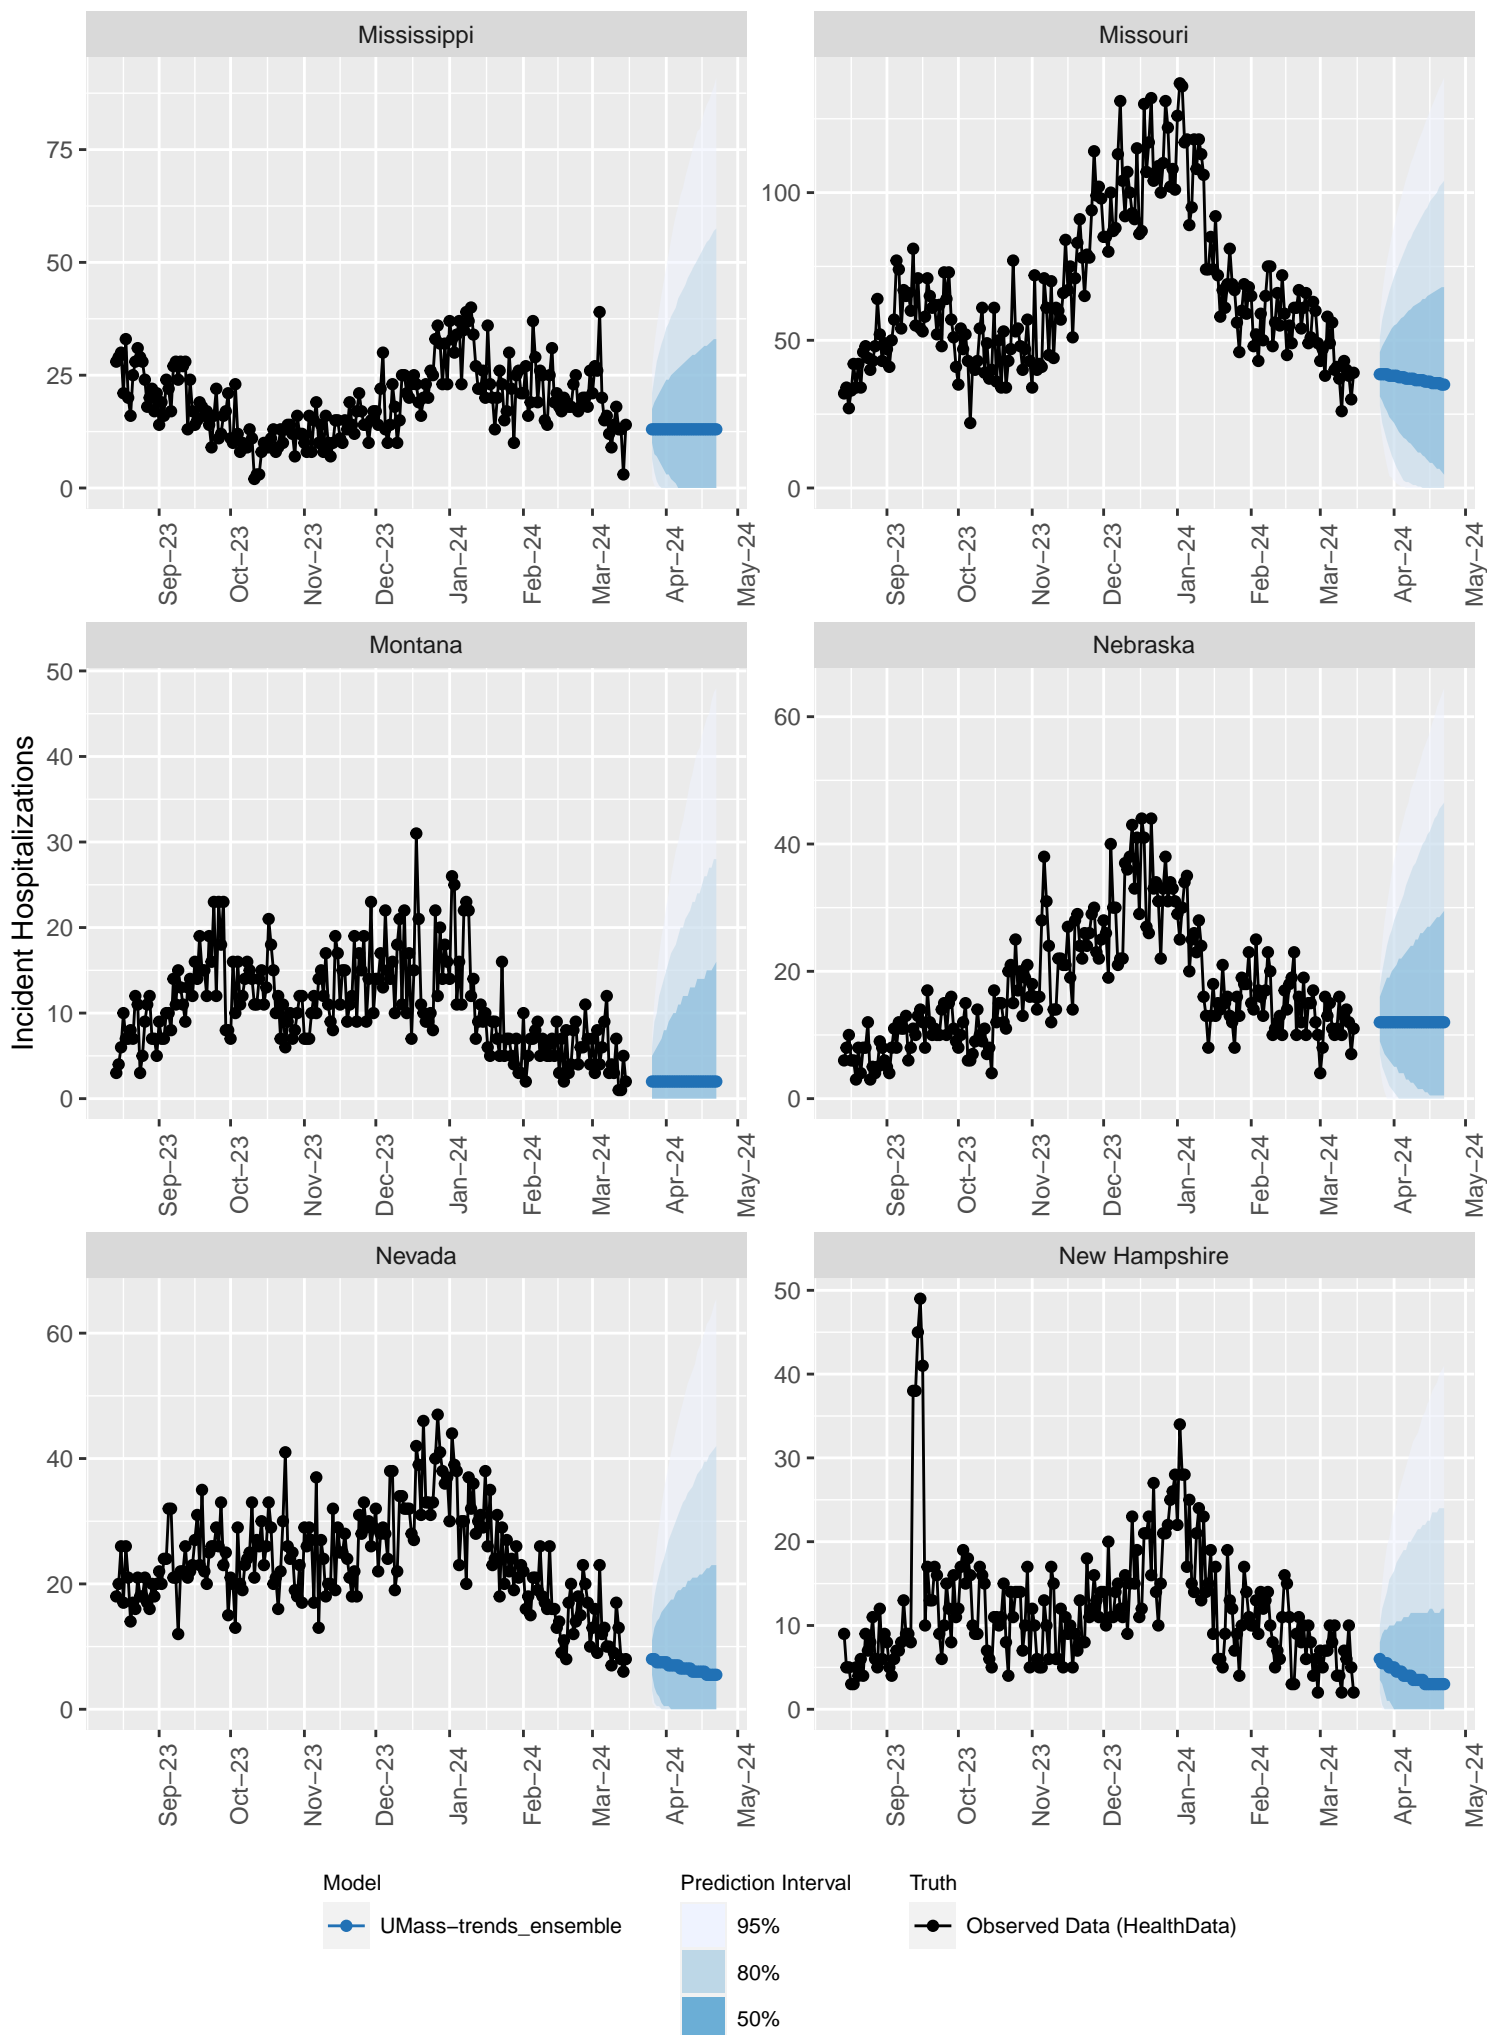 Mississippi
Missouri
75
50
25
0
100
50
0
Sep−23 Oct−23 Nov−23 Dec−23 Jan−24 Feb−24 Mar−24 Apr−24 May−24
Sep−23 Oct−23 Nov−23 Dec−23 Jan−24 Feb−24 Mar−24 Apr−24 May−24
Incident Hospitalizations
Montana
Nebraska
50
40
30
20
10
0
60
40
20
0
Sep−23 Oct−23 Nov−23 Dec−23 Jan−24 Feb−24 Mar−24 Apr−24 May−24
Sep−23 Oct−23 Nov−23 Dec−23 Jan−24 Feb−24 Mar−24 Apr−24 May−24
Nevada
New Hampshire
60
40
20
0
50
40
30
20
10
0
Sep−23 Oct−23 Nov−23 Dec−23 Jan−24 Feb−24 Mar−24 Apr−24 May−24
Sep−23 Oct−23 Nov−23 Dec−23 Jan−24 Feb−24 Mar−24 Apr−24 May−24
Model
UMass−trends_ensemble
Prediction Interval
95%
80%
50%
Truth
Observed Data (HealthData)